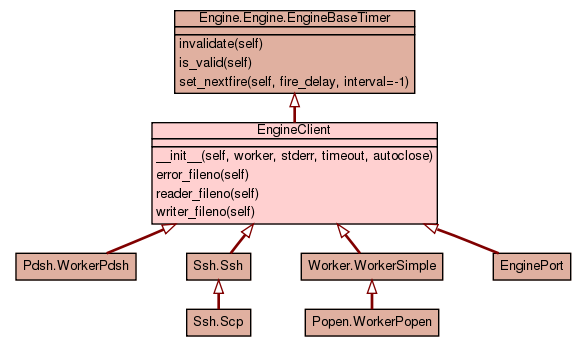 Engine.Engine.EngineBaseTimer
invalidate(self)
is_valid(self)
set_nextfire(self, fire_delay, interval=-1)
EngineClient
__init__(self, worker, stderr, timeout, autoclose)
error_fileno(self)
reader_fileno(self)
writer_fileno(self)
Pdsh.WorkerPdsh
Ssh.Ssh
Worker.WorkerSimple
EnginePort
Ssh.Scp
Popen.WorkerPopen